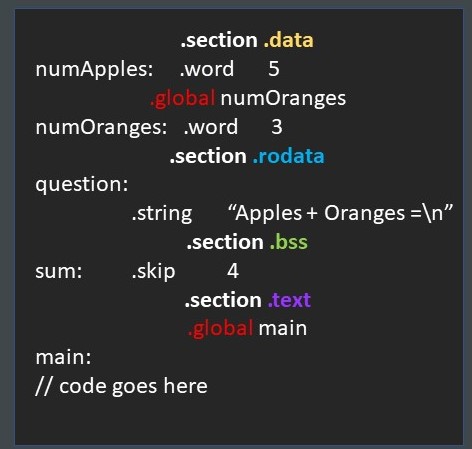 .section .data
numApples: .word 5
.global numOranges
numOranges: .word 3
.section .rodata
question:
.string “Apples + Oranges =\n”
.section .bss
sum: .skip 4
.section .text
.global main
main:
// code goes here